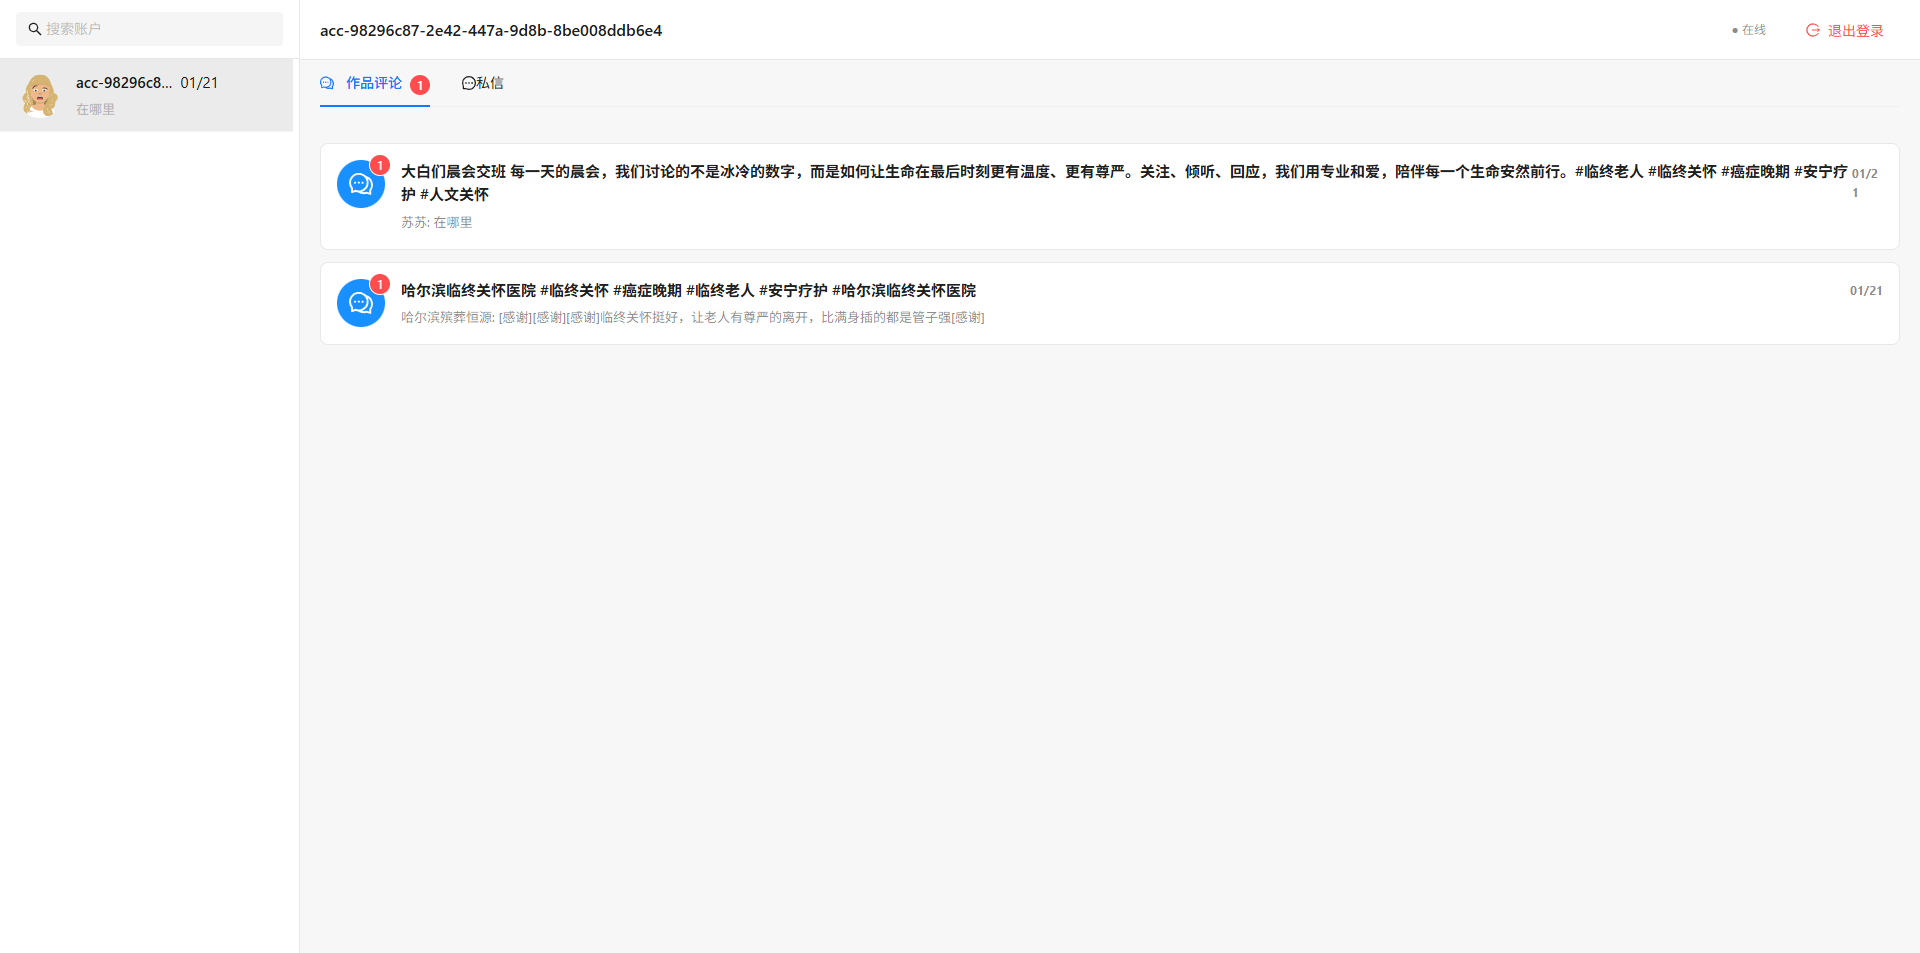 搜索账户
acc-98296c8... 01/21
在哪里
acc-98296c87-2e42-447a-9d8b-8be008ddb6e4
在线
退出登录
作品评论 1
私信
1
大白们晨会交班 每一天的晨会，我们讨论的不是冰冷的数字，而是如何让生命在最后时刻更有温度、更有尊严。关注、倾听、回应，我们用专业和爱，陪伴每一个生命安然前行。#临终老人 #临终关怀 #癌症晚期 #安宁疗
护 #人文关怀
01/2
1
苏苏: 在哪里
1
哈尔滨临终关怀医院 #临终关怀 #癌症晚期 #临终老人 #安宁疗护 #哈尔滨临终关怀医院
01/21
哈尔滨殡葬恒源: [感谢][感谢][感谢]临终关怀挺好，让老人有尊严的离开，比满身插的都是管子强[感谢]